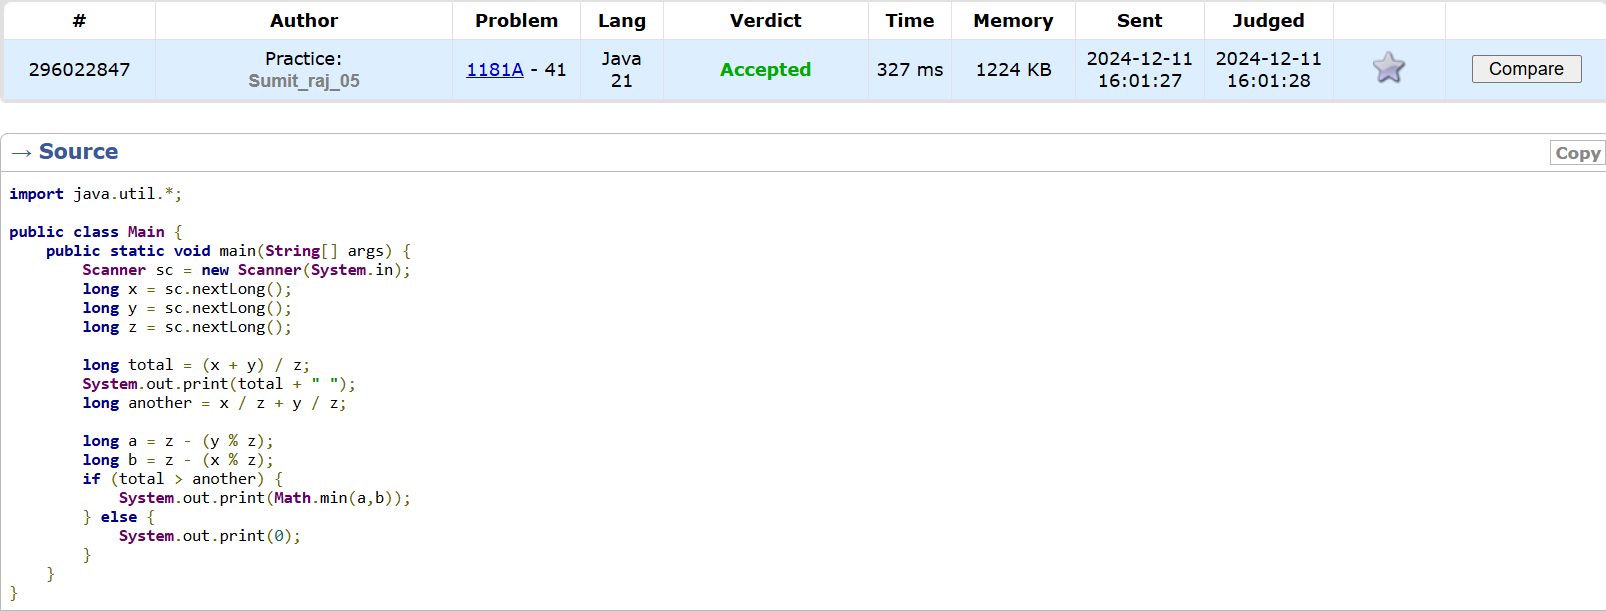 # Author Problem Lang Verdict Time Memory Sent Judged
296022847 Practice: Sumit_raj_05 1181A - 41 Java 21 Accepted 327 ms 1224 KB 2024-12-11 16:01:27 2024-12-11 16:01:28 Compare
→ Source Copy
import java.util.*;
public class Main {
    public static void main(String[] args) {
        Scanner sc = new Scanner(System.in);
        long x = sc.nextLong();
        long y = sc.nextLong();
        long z = sc.nextLong();
        long total = (x + y) / z;
        System.out.print(total + " ");
        long another = x / z + y / z;
        long a = z - (y % z);
        long b = z - (x % z);
        if (total > another) {
            System.out.print(Math.min(a,b));
        } else {
            System.out.print(0);
        }
    }
}